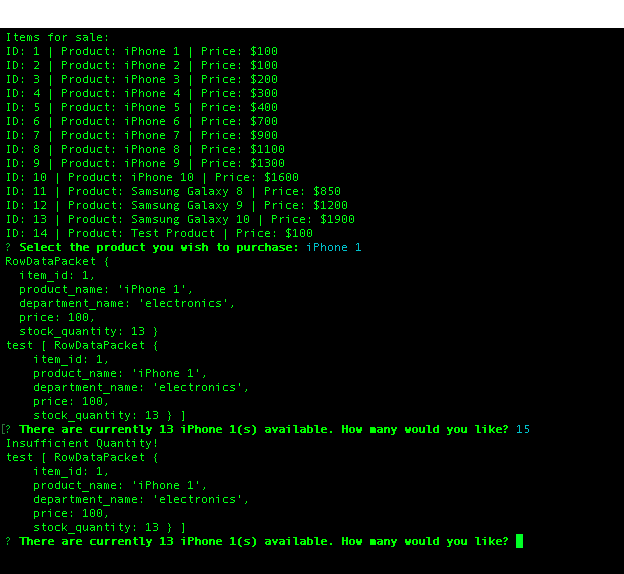 Items for sale:
ID: 1 | Product: iPhone 1 | Price: $100
ID: 2 | Product: iPhone 2 | Price: $100
ID: 3 | Product: iPhone 3 | Price: $200
ID: 4 | Product: iPhone 4 | Price: $300
ID: 5 | Product: iPhone 5 | Price: $400
ID: 6 | Product: iPhone 6 | Price: $700
ID: 7 | Product: iPhone 7 | Price: $900
ID: 8 | Product: iPhone 8 | Price: $1100
ID: 9 | Product: iPhone 9 | Price: $1300
ID: 10 | Product: iPhone 10 | Price: $1600
ID: 11 | Product: Samsung Galaxy 8 | Price: $850
ID: 12 | Product: Samsung Galaxy 9 | Price: $1200
ID: 13 | Product: Samsung Galaxy 10 | Price: $1900
ID: 14 | Product: Test Product | Price: $100
? Select the product you wish to purchase: iPhone 1
RowDataPacket {
  item_id: 1,
  product_name: 'iPhone 1',
  department_name: 'electronics',
  price: 100,
  stock_quantity: 13 }
test [ RowDataPacket {
    item_id: 1,
    product_name: 'iPhone 1',
    department_name: 'electronics',
    price: 100,
    stock_quantity: 13 } ]
[? There are currently 13 iPhone 1(s) available. How many would you like? 15
Insufficient Quantity!
test [ RowDataPacket {
    item_id: 1,
    product_name: 'iPhone 1',
    department_name: 'electronics',
    price: 100,
    stock_quantity: 13 } ]
? There are currently 13 iPhone 1(s) available. How many would you like?